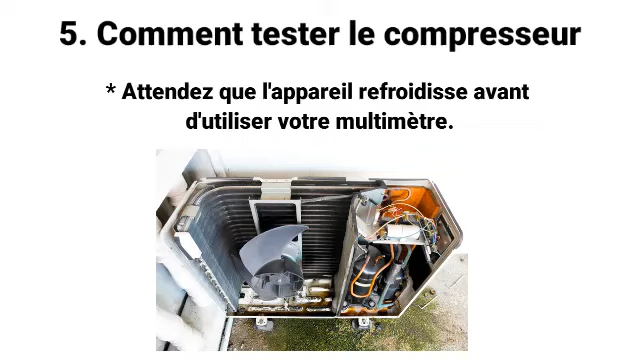 5. Comment tester le compresseur
* Attendez que l'appareil refroidisse avant
d'utiliser votre multimètre.